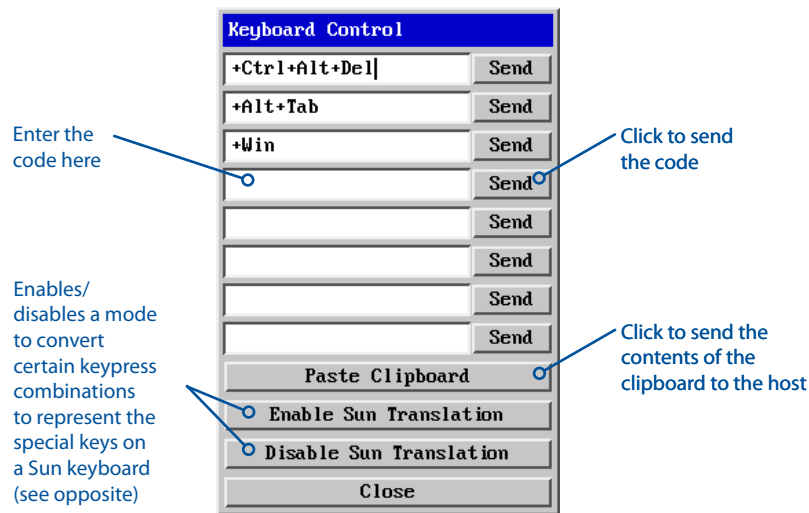 Keyboard Control
+Ctrl+Alt+Del Send
+Alt+Tab Send
+Win Send
Send
Send
Send
Send
Send
Paste Clipboard
Enable Sun Translation
Disable Sun Translation
Close
Enter the
code here
Enables/
disables a mode
to convert
certain keypress
combinations
to represent the
special keys on
a Sun keyboard
(see opposite)
Click to send
the code
Click to send the
contents of the
clipboard to the host